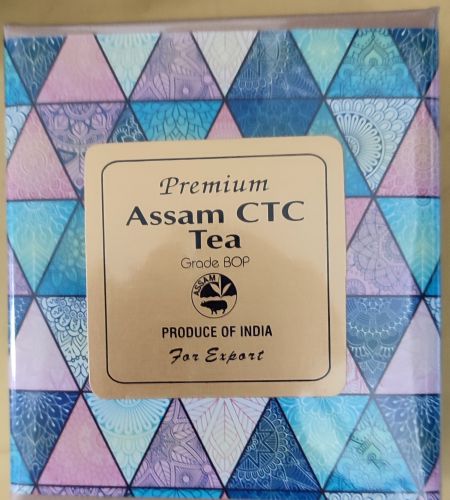 Premium
Assam CTC
Tea
Grade BOP
ASSAM
PRODUCE OF INDIA
For Export